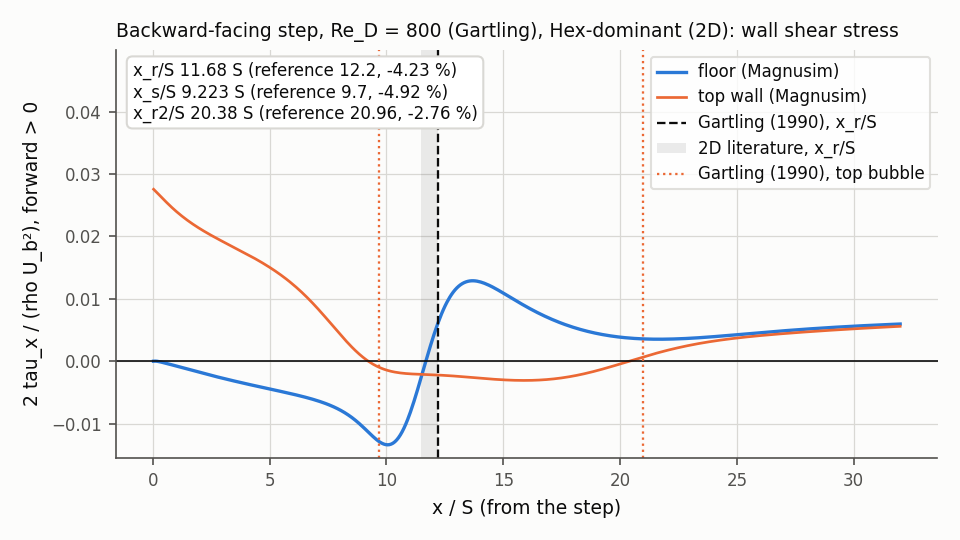 Backward-facing step, Re_D = 800 (Gartling), Hex-dominant (2D): wall shear stress
x_r/S 11.68 S (reference 12.2, -4.23 %)
x_s/S 9.223 S (reference 9.7, -4.92 %)
x_r2/S 20.38 S (reference 20.96, -2.76 %)
floor (Magnusim)
top wall (Magnusim)
Gartling (1990), x_r/S
2D literature, x_r/S
Gartling (1990), top bubble
2 tau_x / (rho U_b²), forward > 0
0.04
0.03
0.02
0.01
0.00
−0.01
0 5 10 15 20 25 30
x / S (from the step)